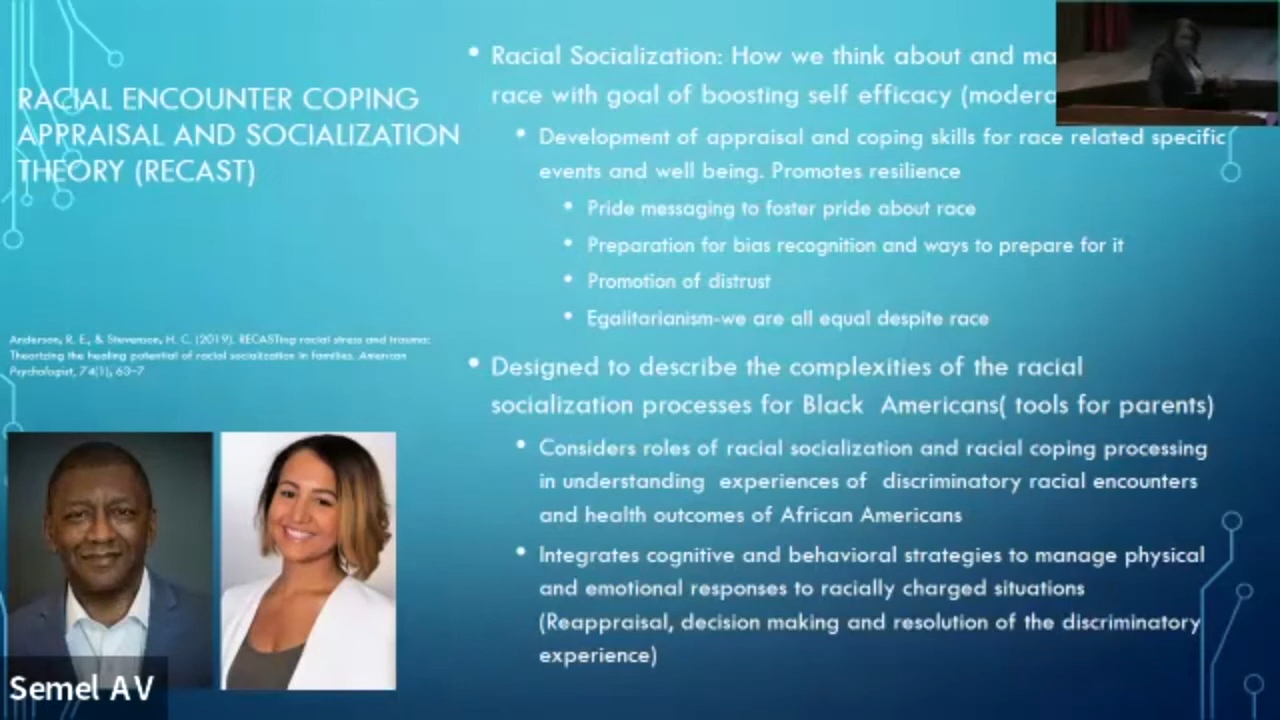 RACIAL ENCOUNTER COPING
APPRAISAL AND SOCIALIZATION
THEORY (RECAST)
Anderson, R. E., & Stevenson, H. C. (2019). RECASTing racial stress and trauma:
Theorizing the healing potential of racial socialization in families. American
Psychologist, 74(1), 63–7
• Racial Socialization: How we think about and ma
race with goal of boosting self efficacy (modera
• Development of appraisal and coping skills for race related specific
events and well being. Promotes resilience
• Pride messaging to foster pride about race
• Preparation for bias recognition and ways to prepare for it
• Promotion of distrust
• Egalitarianism-we are all equal despite race
• Designed to describe the complexities of the racial
socialization processes for Black Americans( tools for parents)
• Considers roles of racial socialization and racial coping processing
in understanding experiences of discriminatory racial encounters
and health outcomes of African Americans
• Integrates cognitive and behavioral strategies to manage physical
and emotional responses to racially charged situations
(Reappraisal, decision making and resolution of the discriminatory
experience)
Semel AV